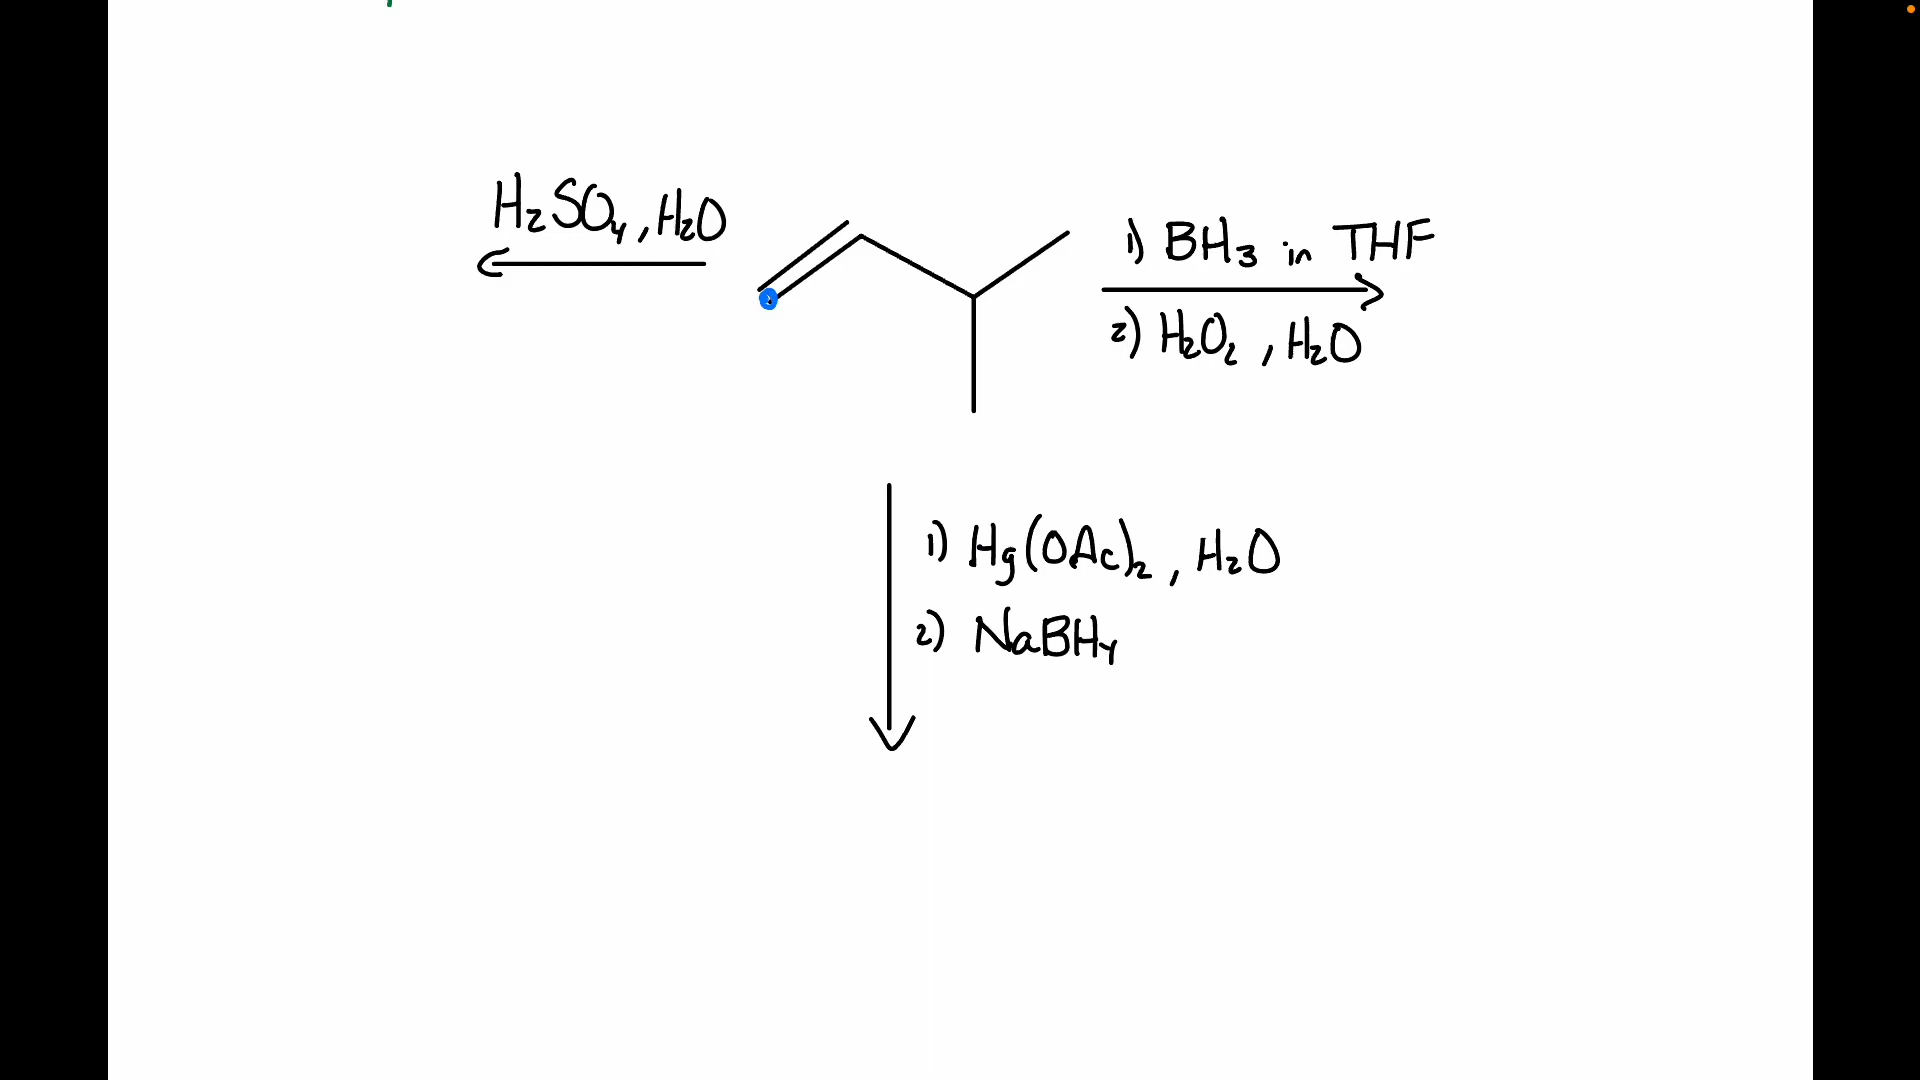 H₂SO₄, H₂O
1) BH₃ in THF
2) H₂O₂, H₂O
1) Hg(OAc)₂, H₂O
2) NaBH₄